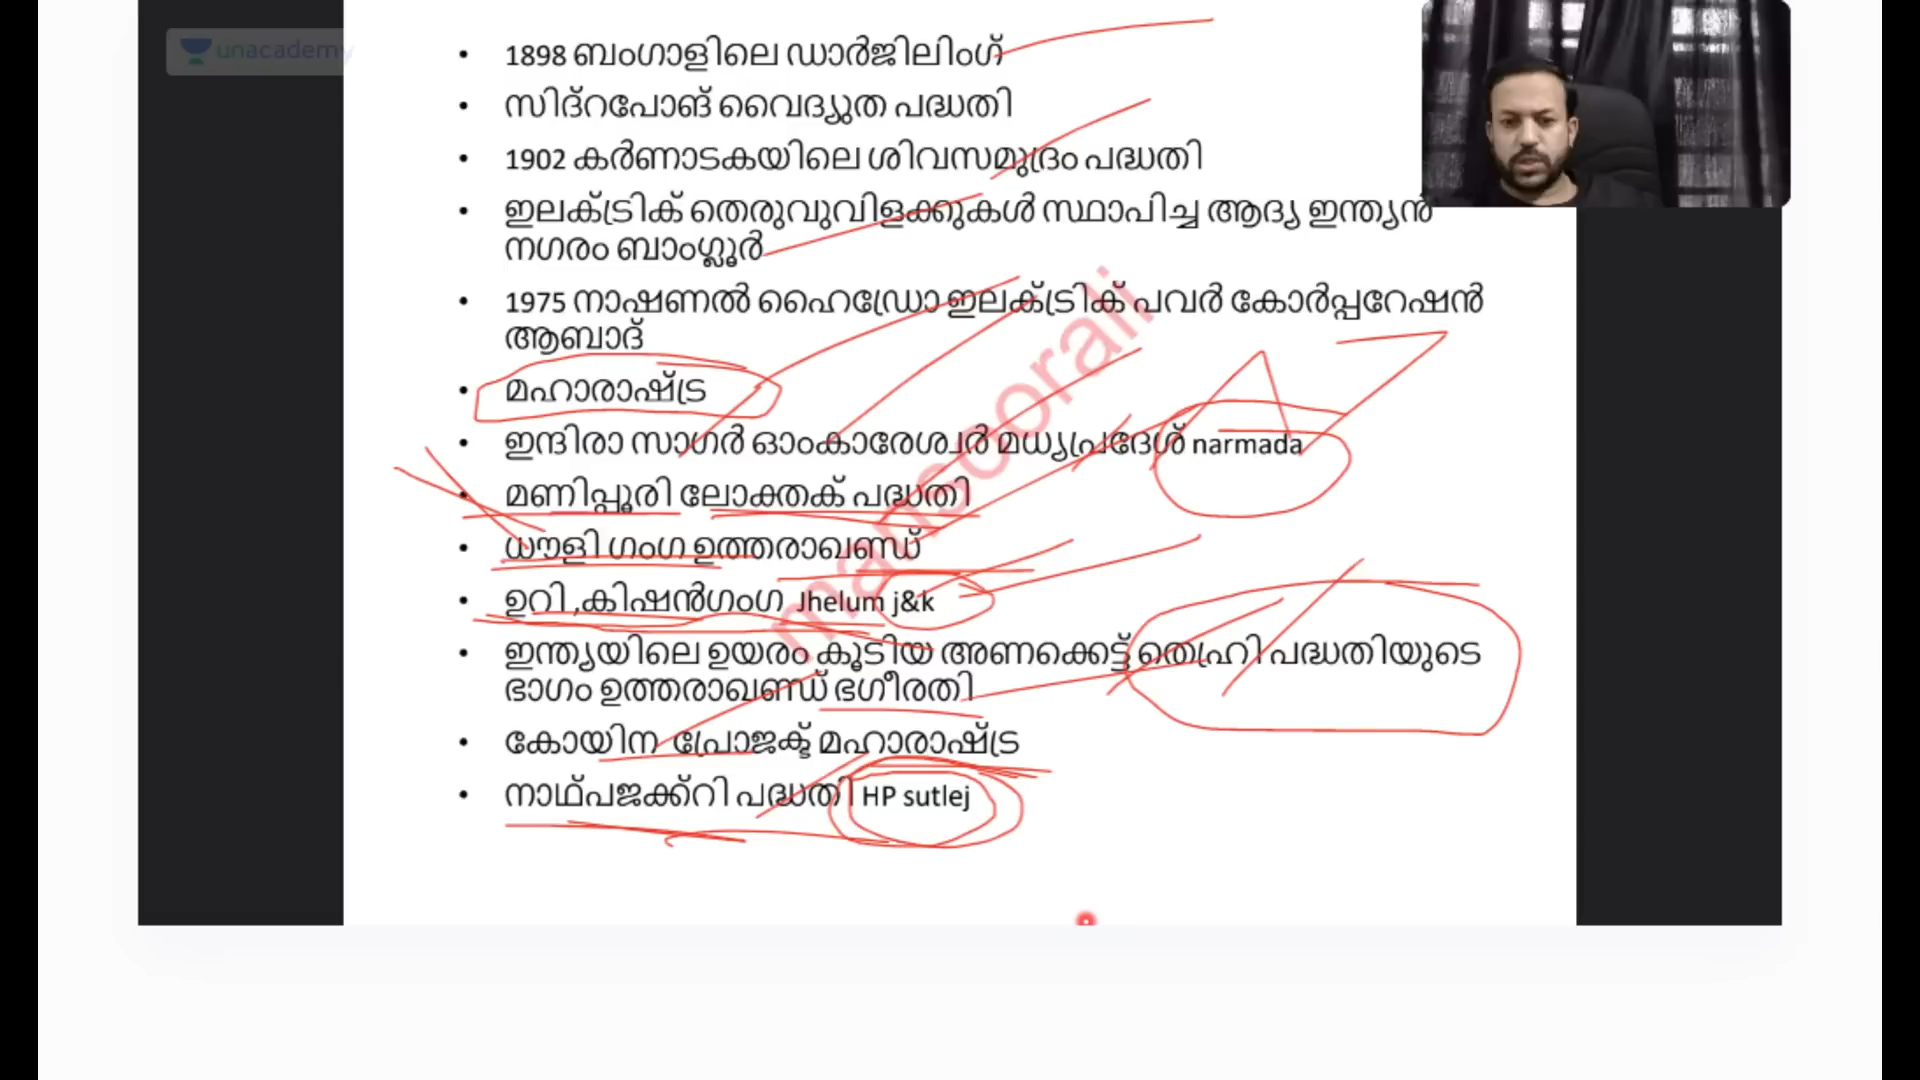 unacademy
• 1898 ബംഗാളിലെ ഡാർജിലിംഗ്
• സിദ്റപോങ് വൈദ്യുത പദ്ധതി
• 1902 കർണാടകയിലെ ശിവസമുദ്രം പദ്ധതി
• ഇലക്ട്രിക് തെരുവുവിളക്കുകൾ സ്ഥാപിച്ച ആദ്യ ഇന്ത്യൻ
നഗരം ബാംഗ്ലൂർ
• 1975 നാഷണൽ ഹൈഡ്രോ ഇലക്ട്രിക് പവർ കോർപ്പറേഷൻ
ആബാദ്
• മഹാരാഷ്ട്ര
• ഇന്ദിരാ സാഗർ ഓംകാരേശ്വർ മധ്യപ്രദേശ് narmada
• മണിപ്പൂരി ലോക്തക് പദ്ധതി
• ധൗളി ഗംഗ ഉത്തരാഖണ്ഡ്
• ഉറി ,കിഷൻഗംഗ Jhelum j&k
• ഇന്ത്യയിലെ ഉയരം കൂടിയ അണക്കെട്ട് തെഹ്രി പദ്ധതിയുടെ
ഭാഗം ഉത്തരാഖണ്ഡ് ഭഗീരതി
• കോയിന പ്രോജക്ട് മഹാരാഷ്ട്ര
• നാഥ്പജക്ക്റി പദ്ധതി HP sutlej
mansoorali